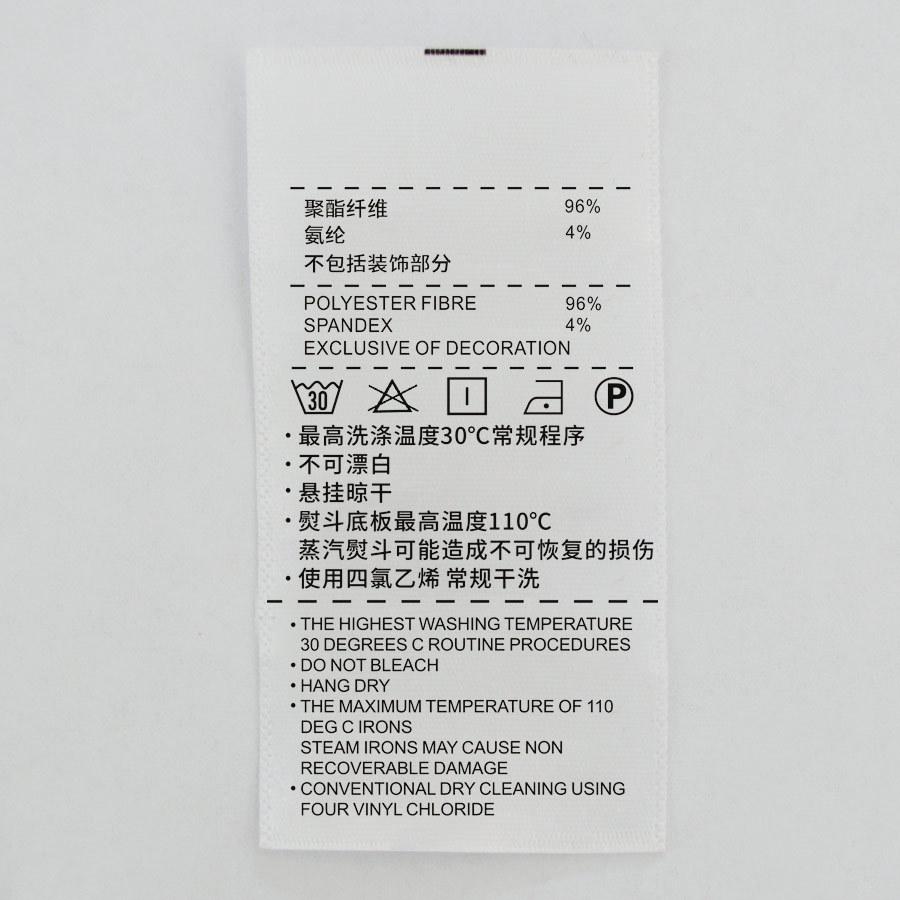 聚酯纤维 96%
氨纶 4%
不包括装饰部分
POLYESTER FIBRE 96%
SPANDEX 4%
EXCLUSIVE OF DECORATION
30 P
·最高洗涤温度30℃常规程序
·不可漂白
·悬挂晾干
·熨斗底板最高温度110℃
蒸汽熨斗可能造成不可恢复的损伤
·使用四氯乙烯 常规干洗
•THE HIGHEST WASHING TEMPERATURE
30 DEGREES C ROUTINE PROCEDURES
•DO NOT BLEACH
•HANG DRY
•THE MAXIMUM TEMPERATURE OF 110
DEG C IRONS
STEAM IRONS MAY CAUSE NON
RECOVERABLE DAMAGE
•CONVENTIONAL DRY CLEANING USING
FOUR VINYL CHLORIDE